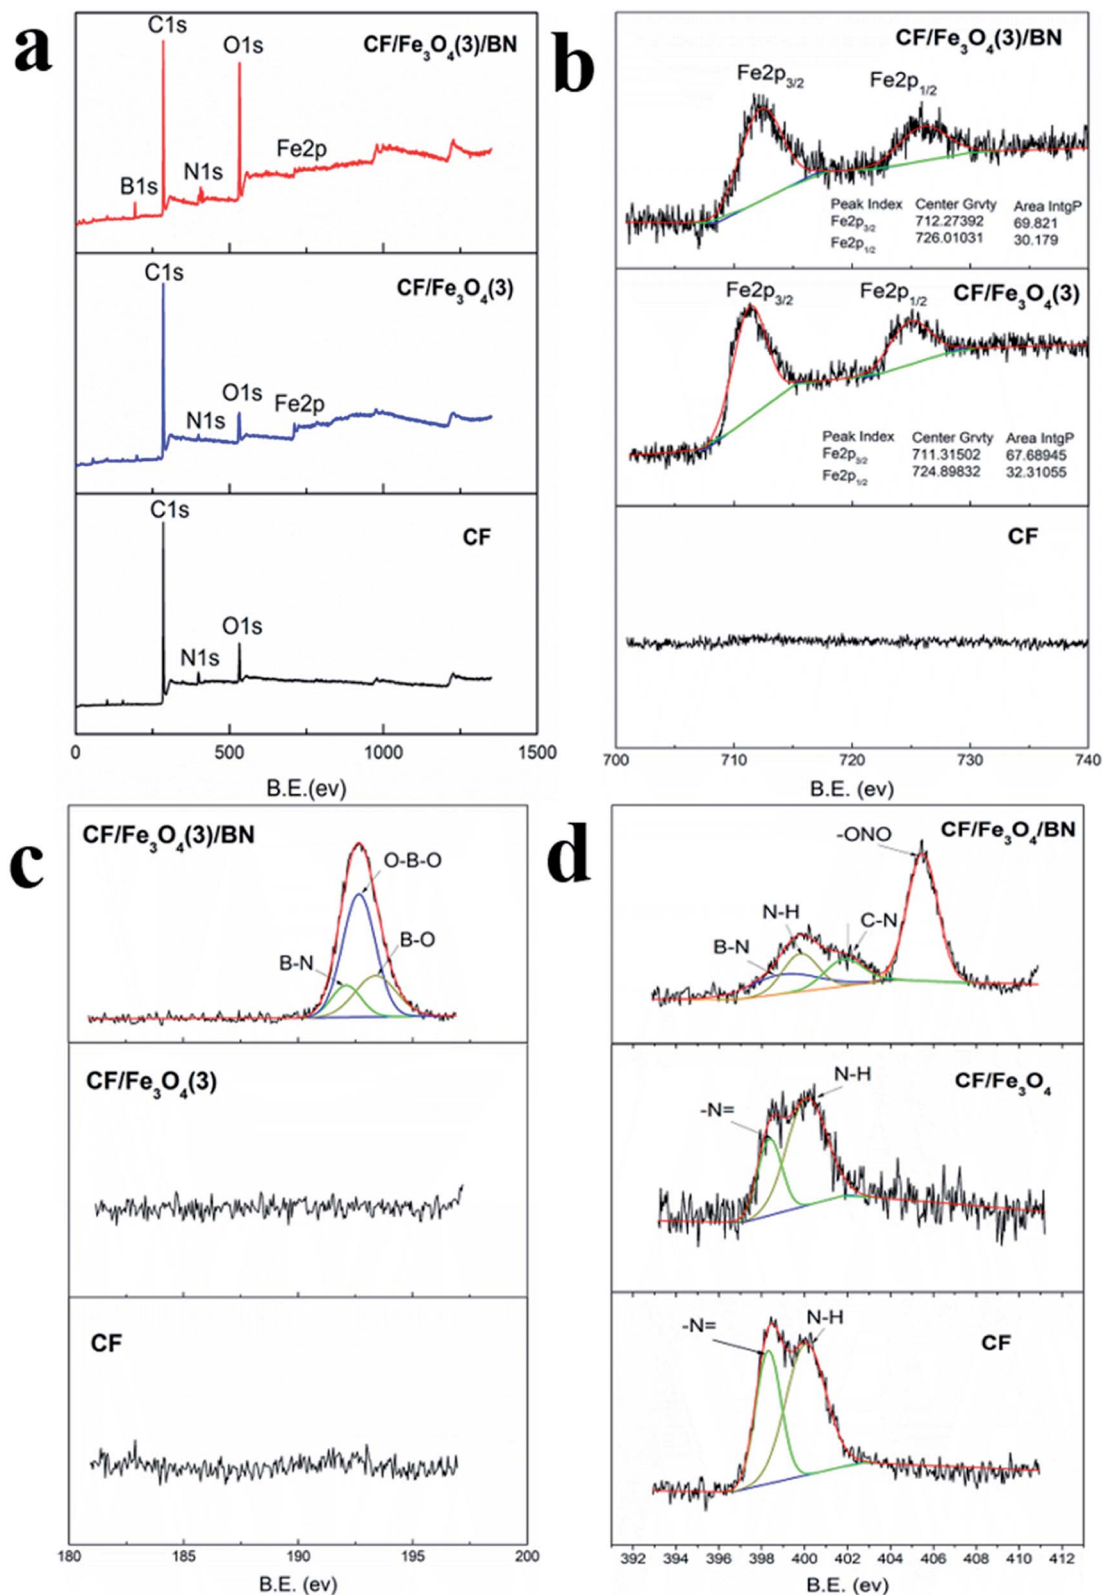 a
C1s
O1s
CF/Fe3O4(3)/BN
B1s
N1s
Fe2p
C1s
CF/Fe3O4(3)
N1s
O1s
Fe2p
C1s
CF
N1s
O1s
0 500 1000 1500
B.E.(ev)
b
CF/Fe3O4(3)/BN
Fe2p3/2
Fe2p1/2
Peak Index Center Grvty Area IntgP
Fe2p3/2 712.27392 69.821
Fe2p1/2 726.01031 30.179
Fe2p3/2
Fe2p1/2
CF/Fe3O4(3)
Peak Index Center Grvty Area IntgP
Fe2p3/2 711.31502 67.68945
Fe2p1/2 724.89832 32.31055
CF
700 710 720 730 740
B.E. (ev)
c
CF/Fe3O4(3)/BN
O-B-O
B-O
B-N
CF/Fe3O4(3)
CF
180 185 190 195 200
B.E. (ev)
d
-ONO
CF/Fe3O4/BN
N-H
C-N
B-N
N-H
CF/Fe3O4
-N=
-N=
N-H
CF
392 394 396 398 400 402 404 406 408 410 412
B.E. (ev)